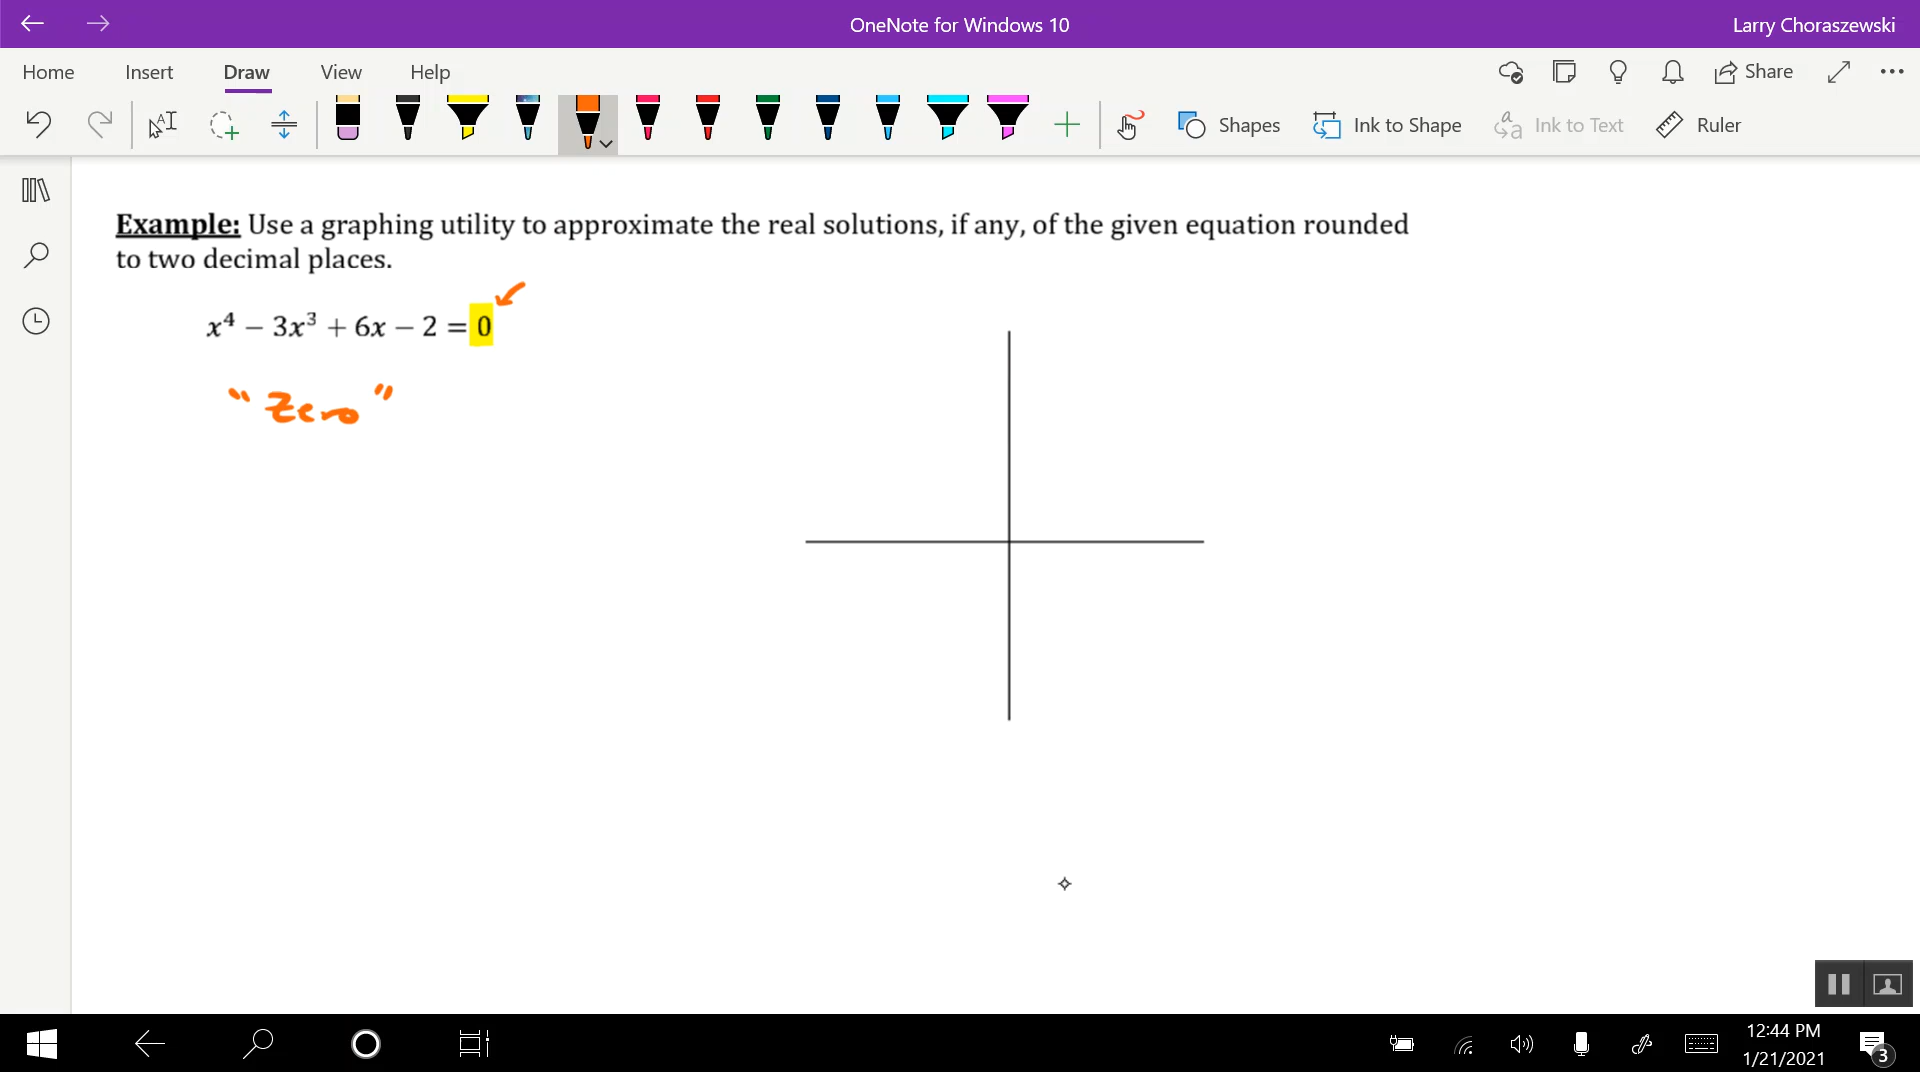 OneNote for Windows 10
Larry Choraszewski
Home Insert Draw View Help
Share
Shapes Ink to Shape Ink to Text Ruler
Example: Use a graphing utility to approximate the real solutions, if any, of the given equation rounded
to two decimal places.
x⁴ − 3x³ + 6x − 2 = 0
"Zero"
12:44 PM
1/21/2021
3